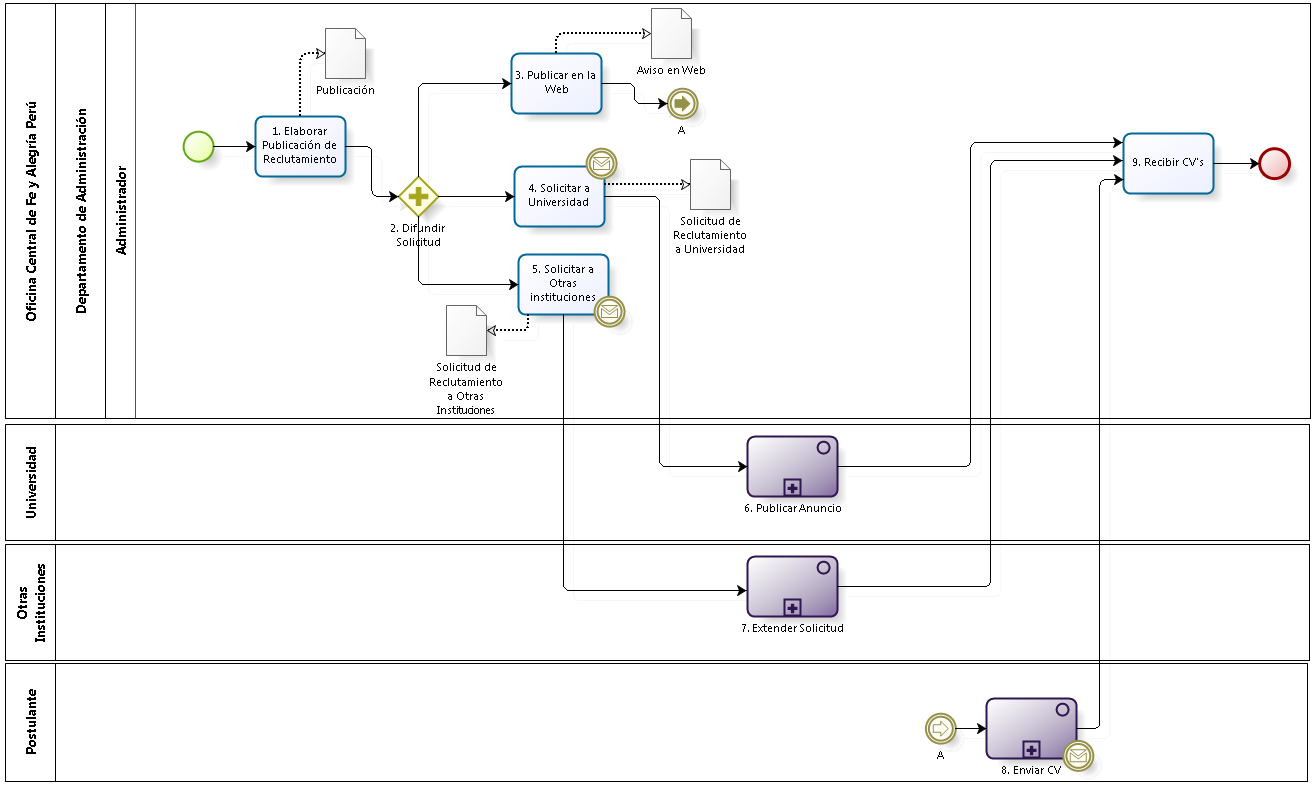 Oficina Central de Fe y Alegría Perú
Departamento de Administración
Administrador
Publicación
1. Elaborar
Publicación de
Reclutamiento
2. Difundir
Solicitud
3. Publicar en la
Web
Aviso en Web
A
4. Solicitar a
Universidad
Solicitud de
Reclutamiento
a Universidad
5. Solicitar a
Otras
instituciones
Solicitud de
Reclutamiento
a Otras
Instituciones
9. Recibir CV's
Universidad
6. Publicar Anuncio
Otras
Instituciones
7. Extender Solicitud
Postulante
A
8. Enviar CV